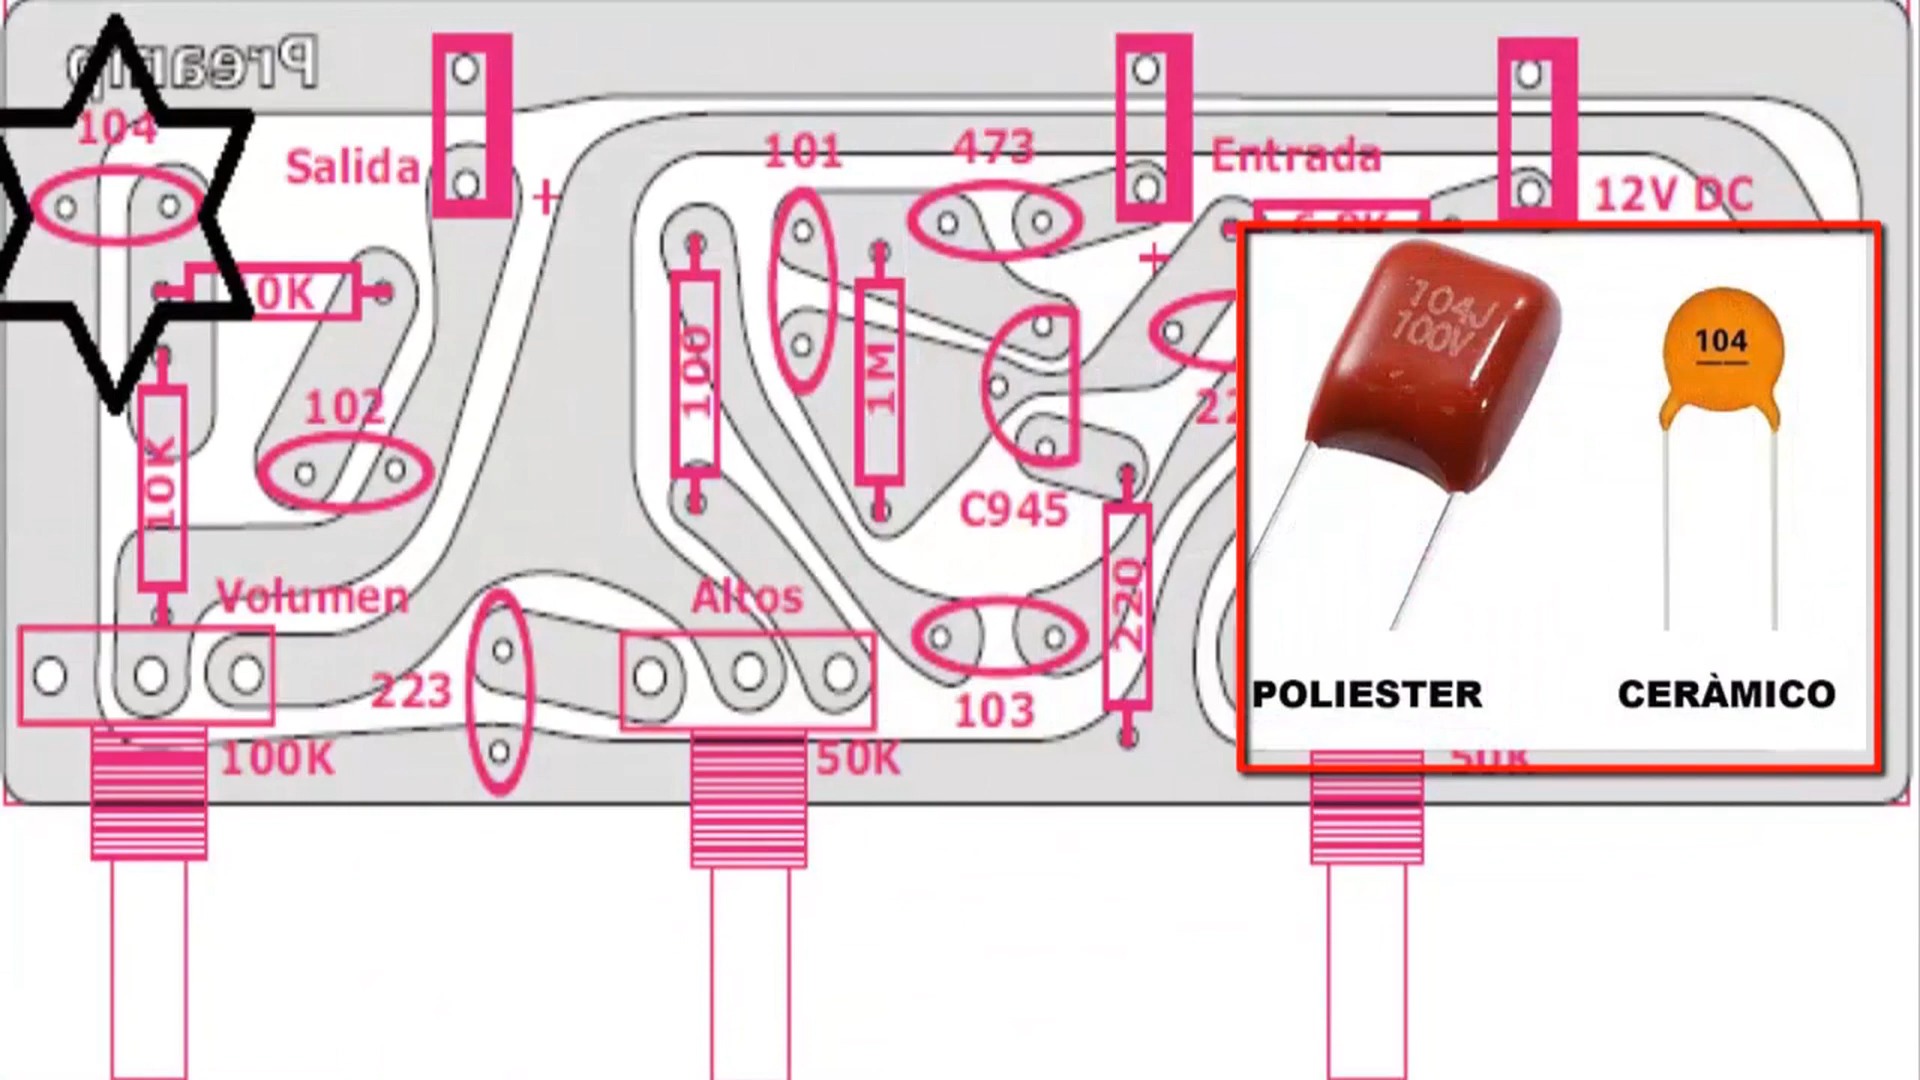 Preamp
104
Salida
+
101
473
Entrada
12V DC
+
0K
102
10K
100
1M
C945
220
Volumen
Altos
223
103
100K
50K
104J
100V
104
POLIESTER
CERÀMICO